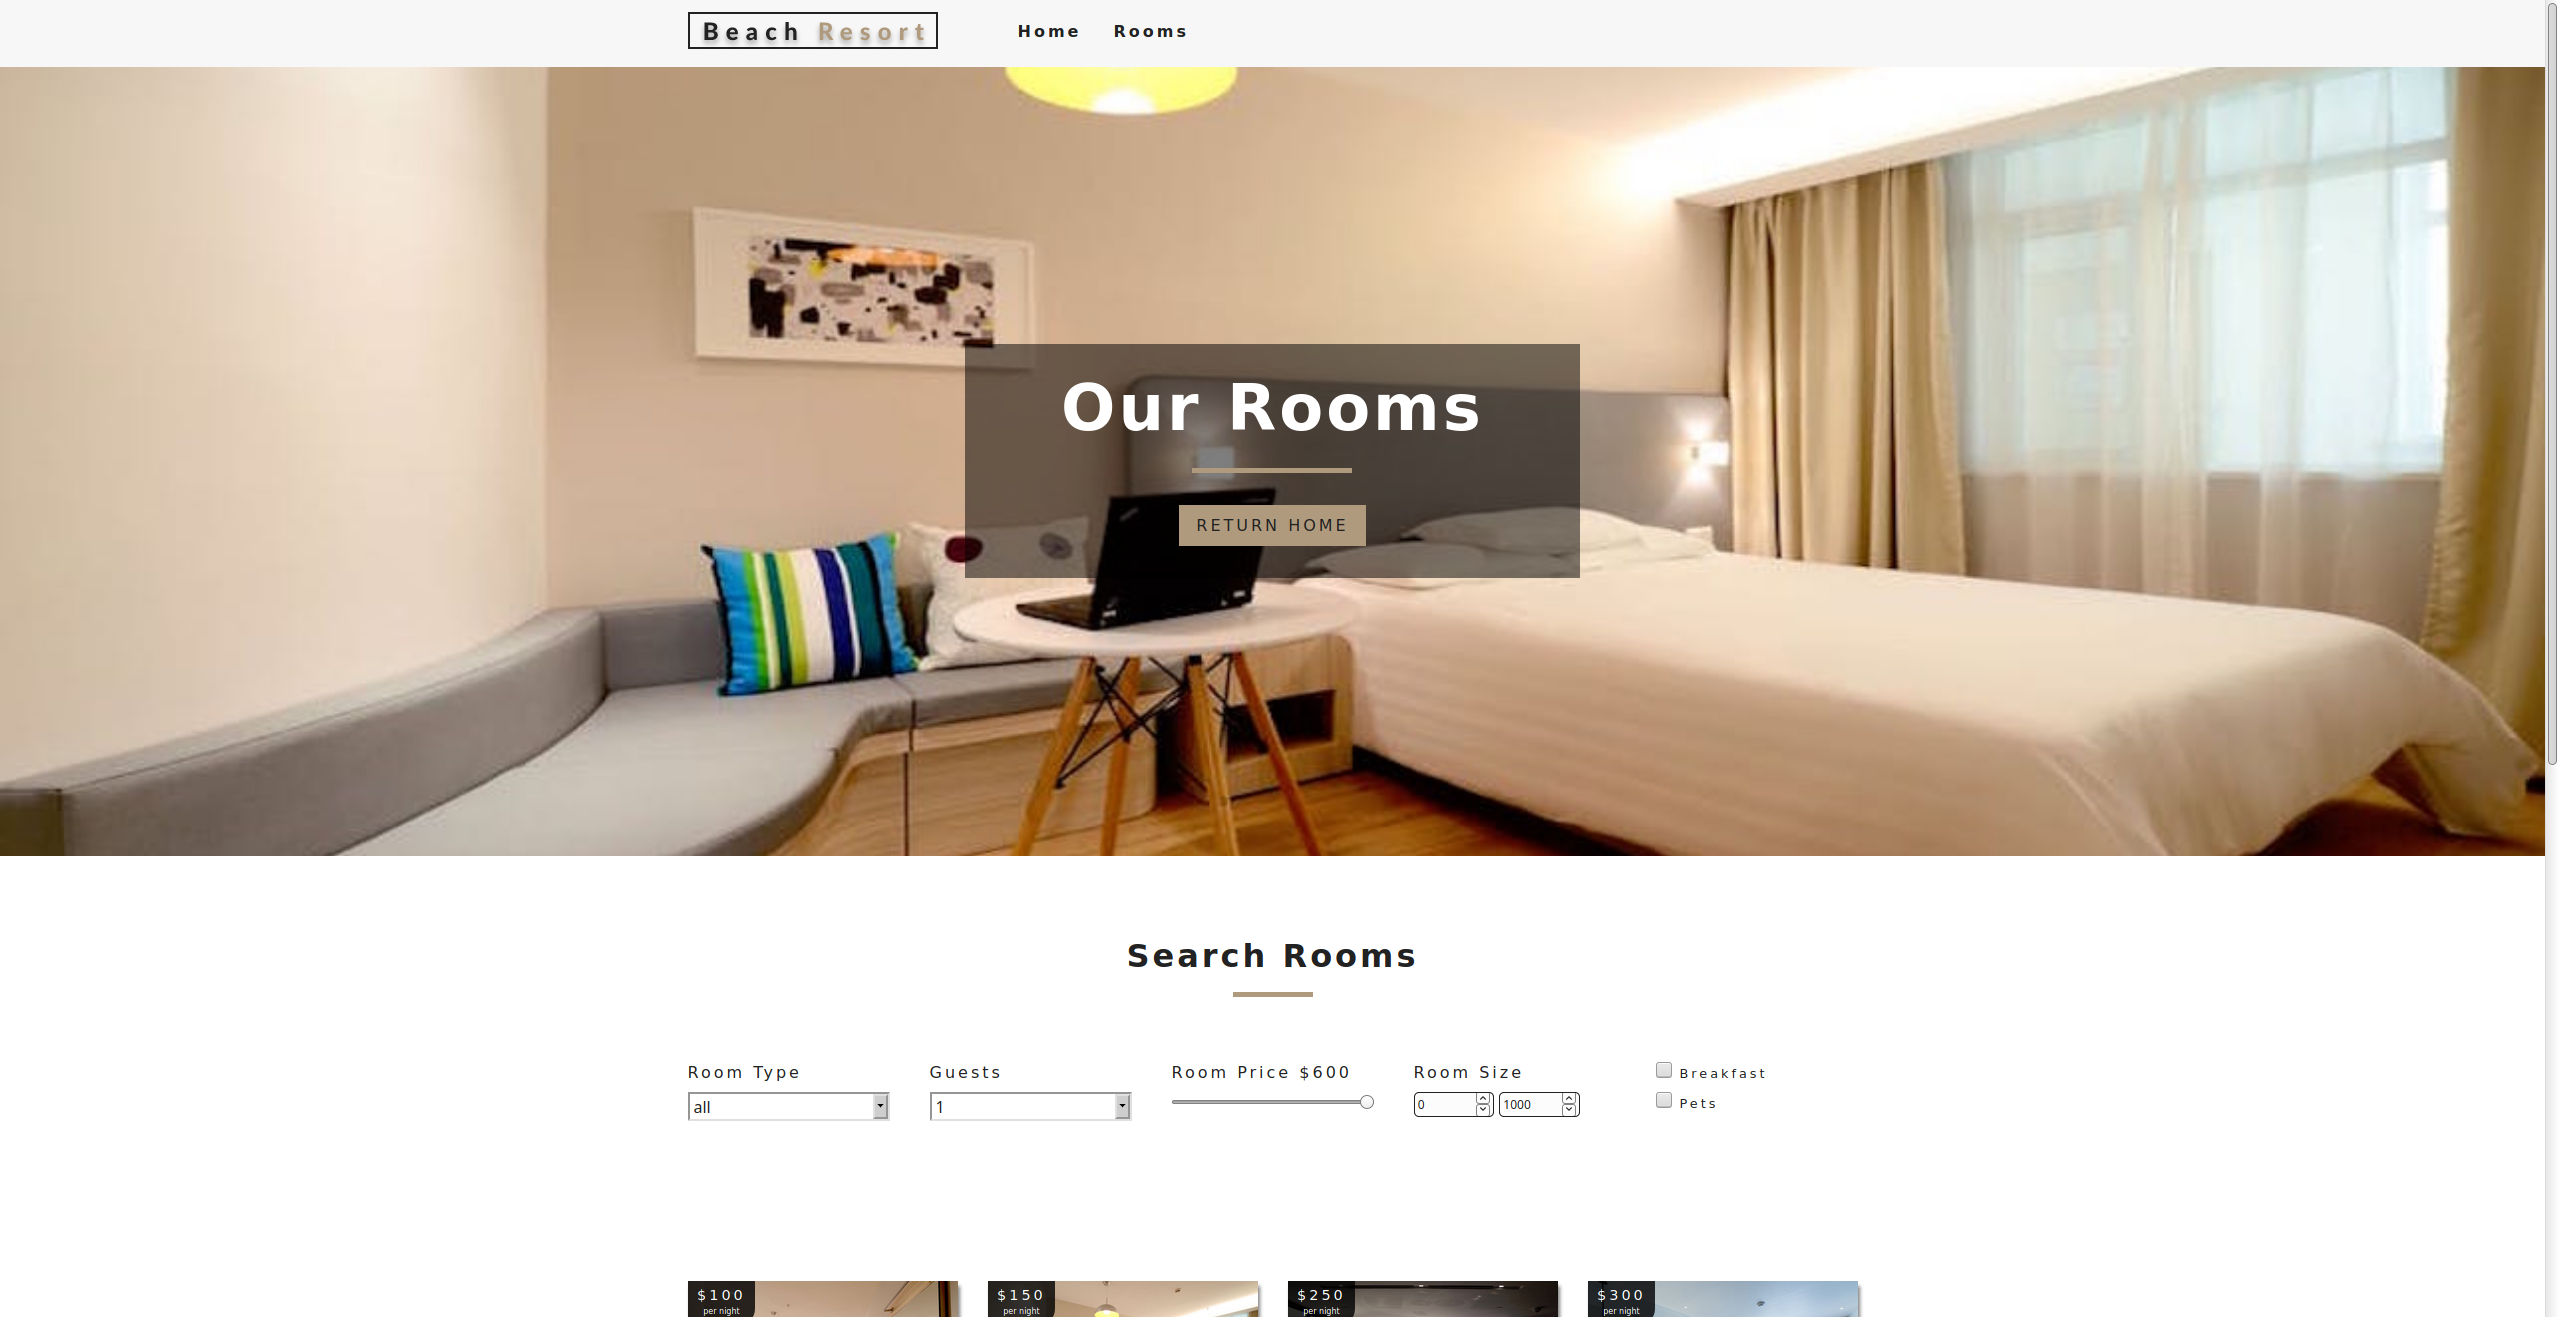 Beach Resort Home Rooms
Our Rooms
RETURN HOME
Search Rooms
Room Type Guests Room Price $600 Room Size Breakfast
all 1 0 1000 Pets
$100 $150 $250 $300
per night per night per night per night